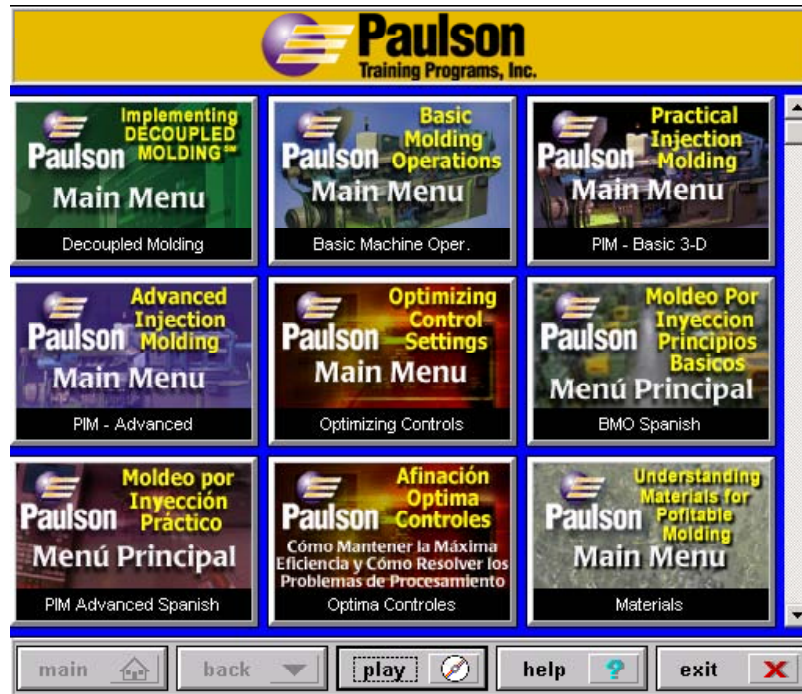 Paulson
Training Programs, Inc.
Implementing
DECOUPLED
MOLDING℠
Paulson
Main Menu
Decoupled Molding
Basic
Molding
Operations
Paulson
Main Menu
Basic Machine Oper.
Practical
Injection
Molding
Paulson
Main Menu
PIM - Basic 3-D
Advanced
Injection
Molding
Paulson
Main Menu
PIM - Advanced
Optimizing
Control
Settings
Paulson
Main Menu
Optimizing Controls
Moldeo Por
Inyeccion
Principios
Basicos
Paulson
Menú Principal
BMO Spanish
Moldeo por
Inyección
Práctico
Paulson
Menú Principal
PIM Advanced Spanish
Afinación
Optima
Controles
Paulson
Cómo Mantener la Máxima
Eficiencia y Cómo Resolver los
Problemas de Procesamiento
Optima Controles
Understanding
Materials for
Pofitable
Molding
Paulson
Main Menu
Materials
main
back
play
help
?
exit